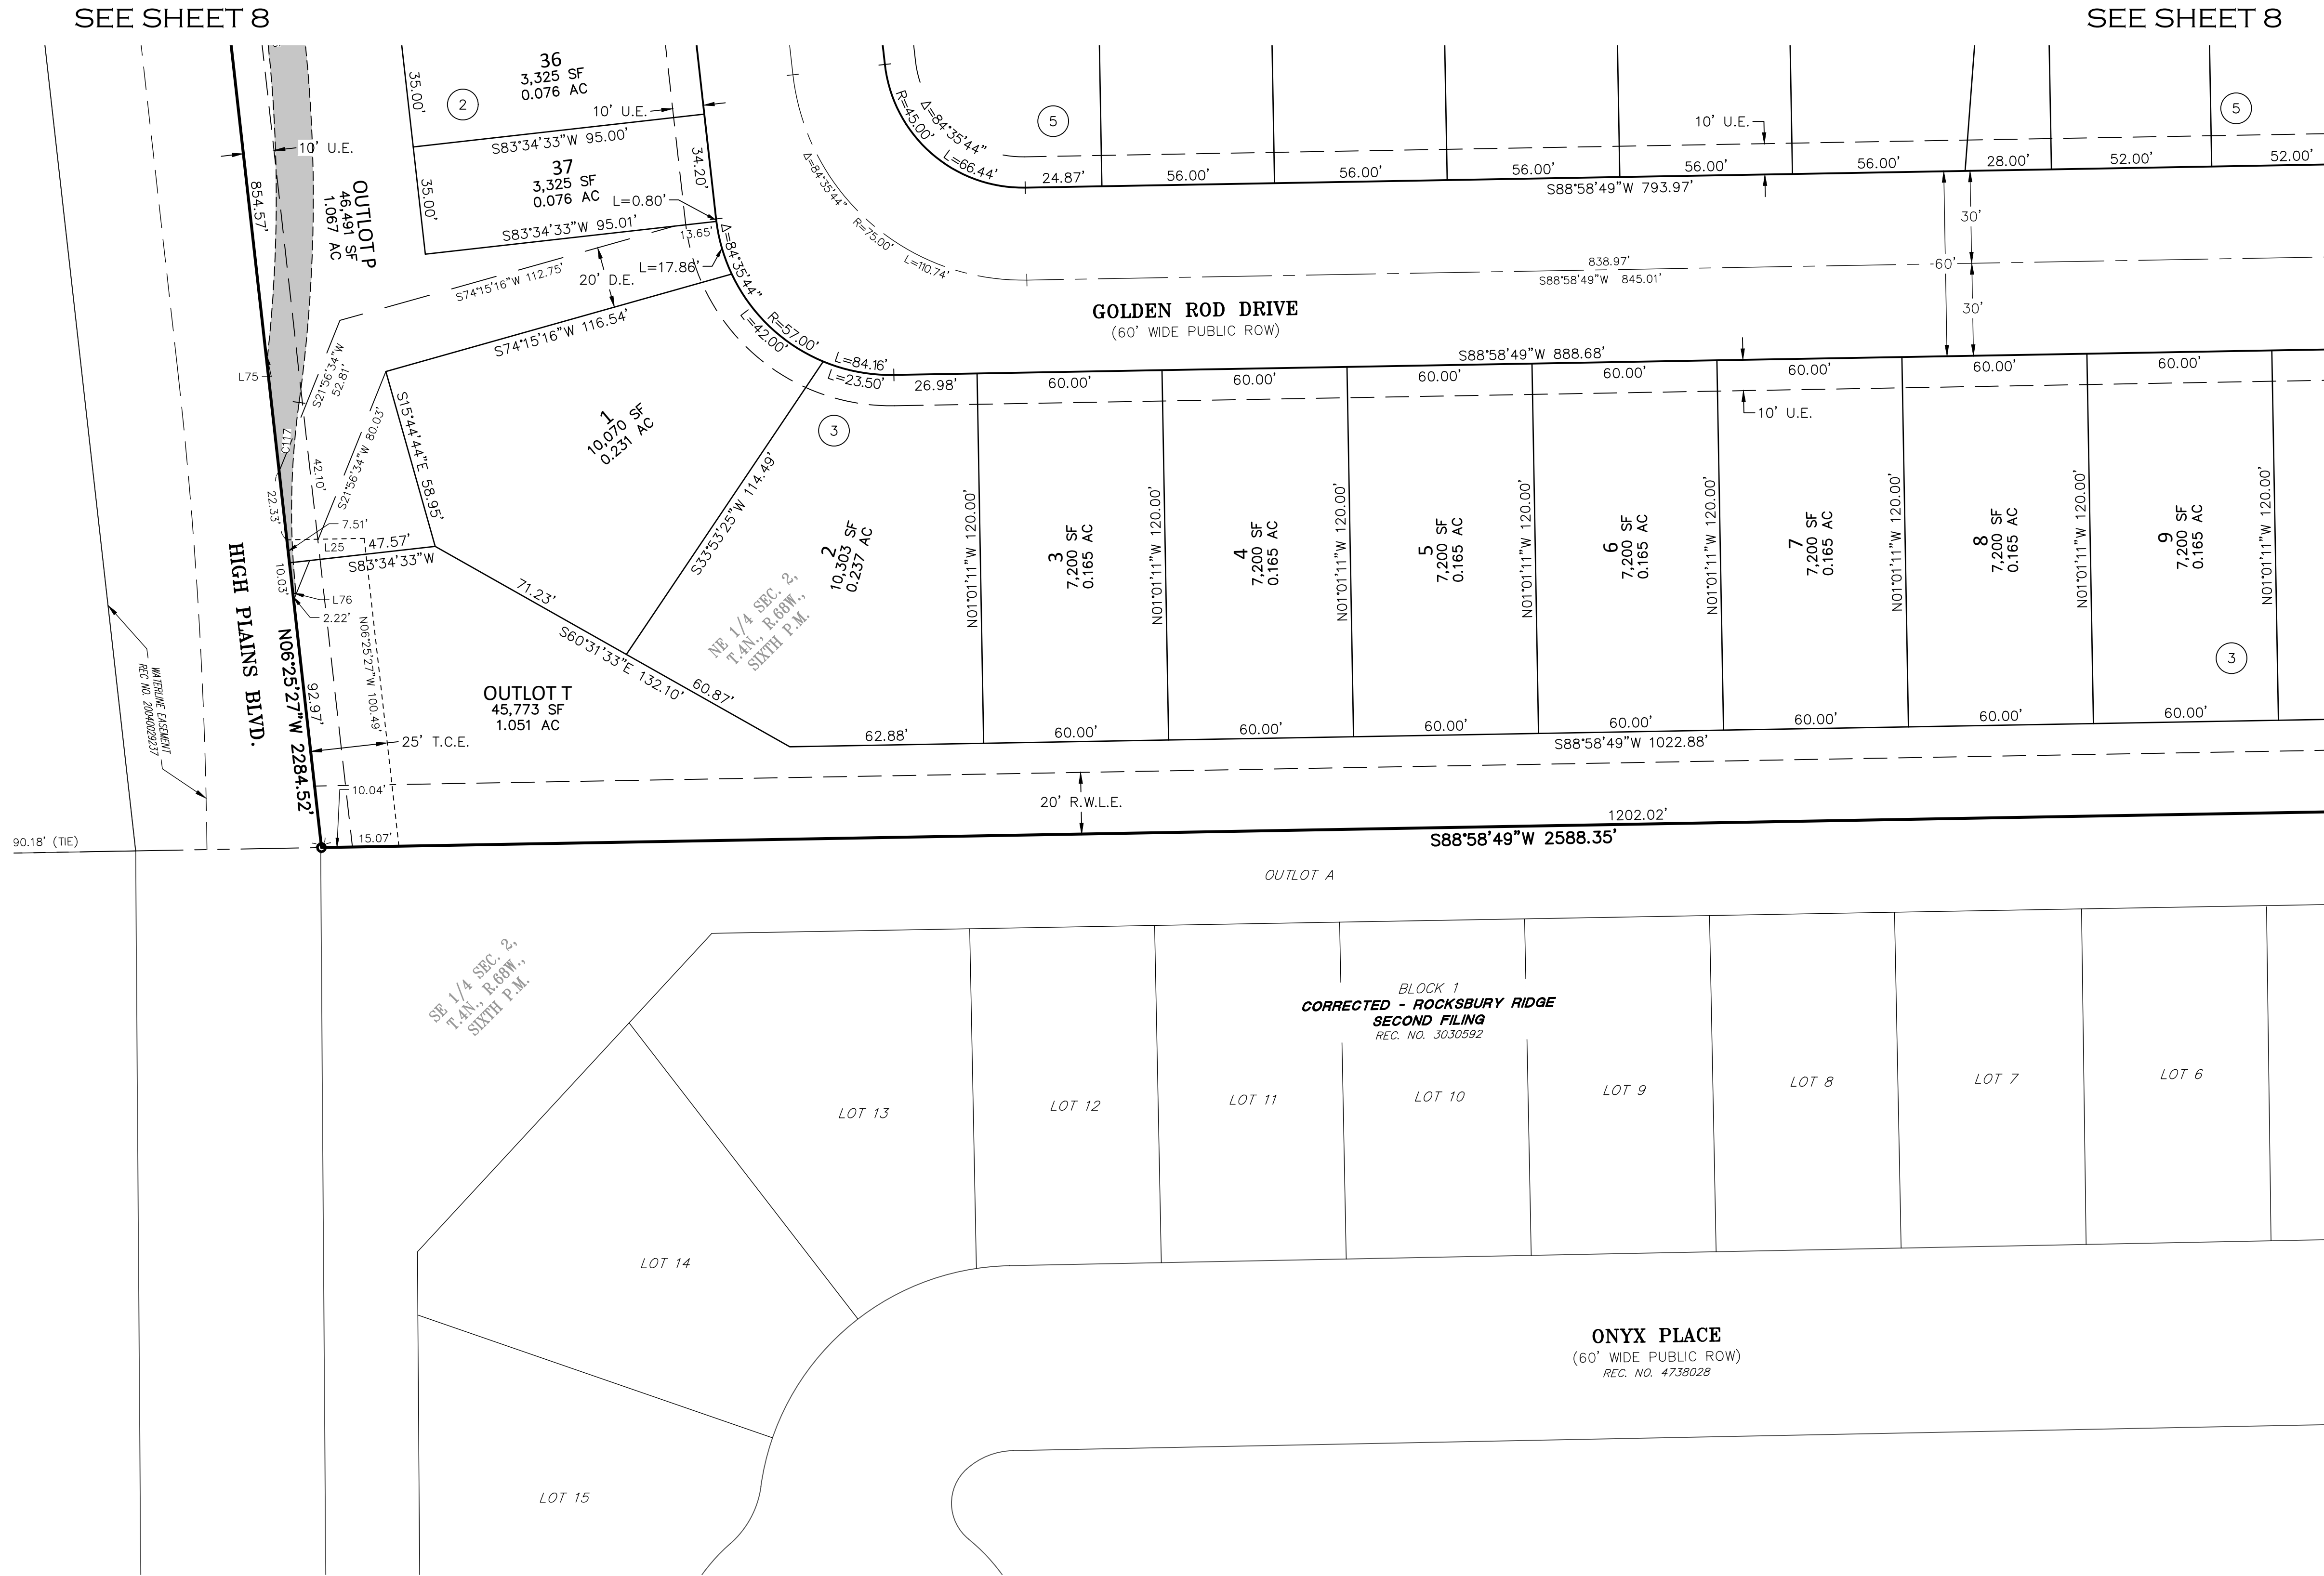 SEE SHEET 8
SEE SHEET 8
36
3,325 SF
0.076 AC
35.00'
2
10' U.E.
S83°34'33"W 95.00'
37
3,325 SF
0.076 AC
35.00'
34.20'
L=0.80'
S83°34'33"W 95.01'
13.65'
10' U.E.
854.57'
OUTLOT P
46,491 SF
1.067 AC
S74°15'16"W 112.75'
20' D.E.
L=17.86'
Δ=84°35'44"
R=57.00'
L=84.16'
L=42.00'
L=23.50'
S74°15'16"W 116.54'
Δ=84°35'44"
R=75.00'
L=110.74'
R=45.00'
Δ=84°35'44"
L=66.44'
5
24.87'
56.00'
56.00'
56.00'
56.00'
56.00'
28.00'
52.00'
52.00'
10' U.E.
5
S88°58'49"W 793.97'
30'
60'
30'
838.97'
S88°58'49"W 845.01'
GOLDEN ROD DRIVE
(60' WIDE PUBLIC ROW)
S88°58'49"W 888.68'
26.98'
60.00'
60.00'
60.00'
60.00'
60.00'
60.00'
60.00'
10' U.E.
3
L75
S21°56'34"W
52.81'
C117
42.10'
S21°56'34"W 80.03'
22.33'
S15°44'44"E 58.95'
7.51'
L25
47.57'
S83°34'33"W
10.03'
L76
2.22'
1
10,070 SF
0.231 AC
S33°53'25"W 114.49'
2
10,303 SF
0.237 AC
N01°01'11"W 120.00'
3
7,200 SF
0.165 AC
N01°01'11"W 120.00'
4
7,200 SF
0.165 AC
N01°01'11"W 120.00'
5
7,200 SF
0.165 AC
N01°01'11"W 120.00'
6
7,200 SF
0.165 AC
N01°01'11"W 120.00'
7
7,200 SF
0.165 AC
N01°01'11"W 120.00'
8
7,200 SF
0.165 AC
N01°01'11"W 120.00'
9
7,200 SF
0.165 AC
N01°01'11"W 120.00'
3
71.23'
S60°31'33"E 132.10'
60.87'
NE 1/4 SEC. 2,
T.4N., R.68W.,
SIXTH P.M.
HIGH PLAINS BLVD.
N06°25'27"W 2284.52'
92.97'
N06°25'27"W 100.49'
WATERLINE EASEMENT
REC NO. 20040029237
OUTLOT T
45,773 SF
1.051 AC
25' T.C.E.
62.88'
60.00'
60.00'
60.00'
60.00'
60.00'
60.00'
60.00'
S88°58'49"W 1022.88'
10.04'
20' R.W.L.E.
90.18' (TIE)
15.07'
1202.02'
S88°58'49"W 2588.35'
OUTLOT A
SE 1/4 SEC. 2,
T.4N., R.68W.,
SIXTH P.M.
BLOCK 1
CORRECTED - ROCKSBURY RIDGE
SECOND FILING
REC. NO. 3030592
LOT 13
LOT 12
LOT 11
LOT 10
LOT 9
LOT 8
LOT 7
LOT 6
LOT 14
LOT 15
ONYX PLACE
(60' WIDE PUBLIC ROW)
REC. NO. 4738028